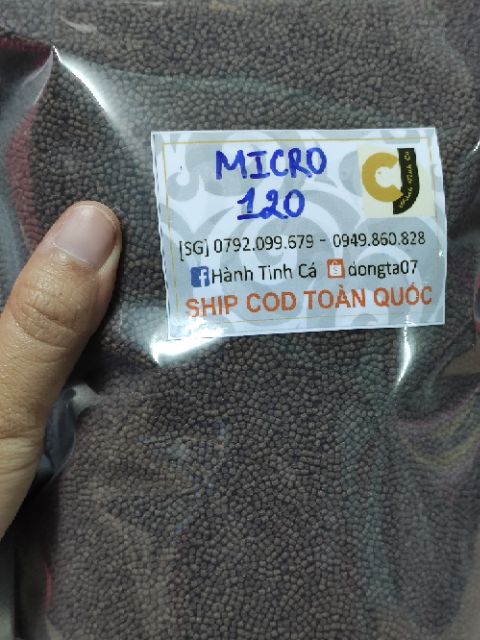 MICRO
120
[SG] 0792.099.679 - 0949.860.828
Hành Tinh Cá dongta07
SHIP COD TOÀN QUỐC